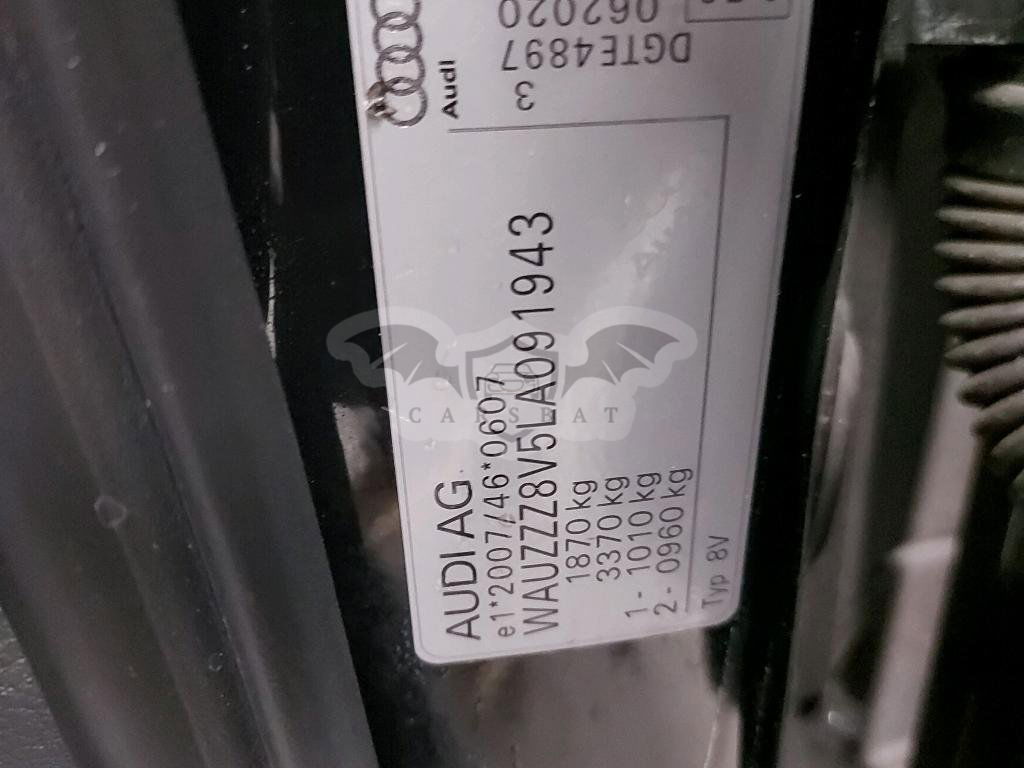 AUDI AG.
e1*2007/46*0607
WAUZZZ8V5LA091943
1870 kg
3370 kg
1- 1010 kg
2- 0960 kg
Typ 8V
Audi
3
DGTE4897
062020
CARSBAT